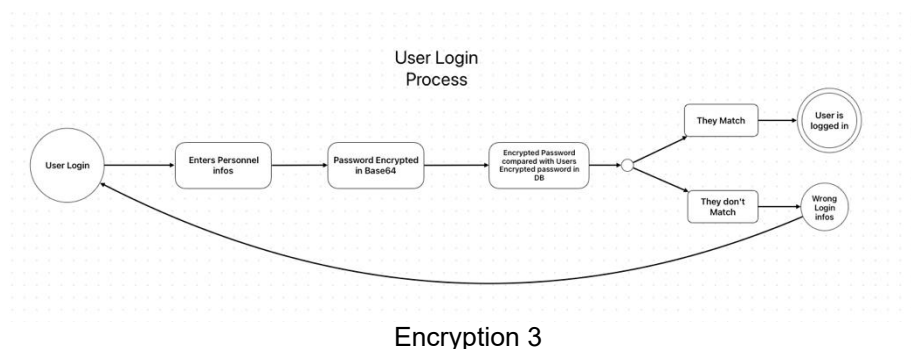 User Login
Process
User Login
Enters Personnel
infos
Password Encrypted
in Base64
Encrypted Password
compared with Users
Encrypted password in
DB
They Match
User is
logged in
They don't
Match
Wrong
Login
infos
Encryption 3